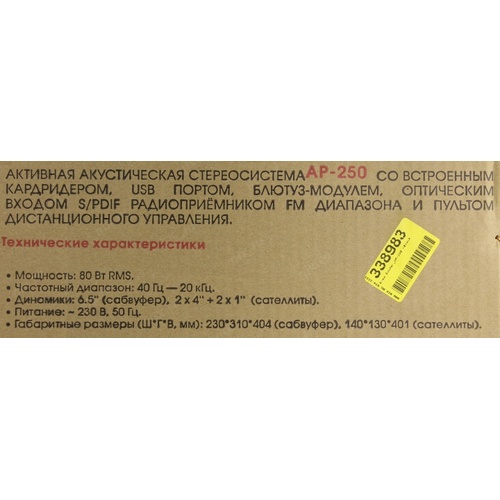 АКТИВНАЯ АКУСТИЧЕСКАЯ СТЕРЕОСИСТЕМА AP-250 СО ВСТРОЕННЫМ
КАРДРИДЕРОМ, USB ПОРТОМ, БЛЮТУЗ-МОДУЛЕМ, ОПТИЧЕСКИМ
ВХОДОМ S/PDIF РАДИОПРИЁМНИКОМ FM ДИАПАЗОНА И ПУЛЬТОМ
ДИСТАНЦИОННОГО УПРАВЛЕНИЯ.
Технические характеристики
338983
• Мощность: 80 Вт RMS.
• Частотный диапазон: 40 Гц — 20 кГц.
• Динамики: 6.5" (сабвуфер), 2 x 4" + 2 x 1" (сателлиты).
• Питание: ~ 230 В, 50 Гц.
• Габаритные размеры (Ш*Г*В, мм): 230*310*404 (сабвуфер), 140*130*401 (сателлиты).